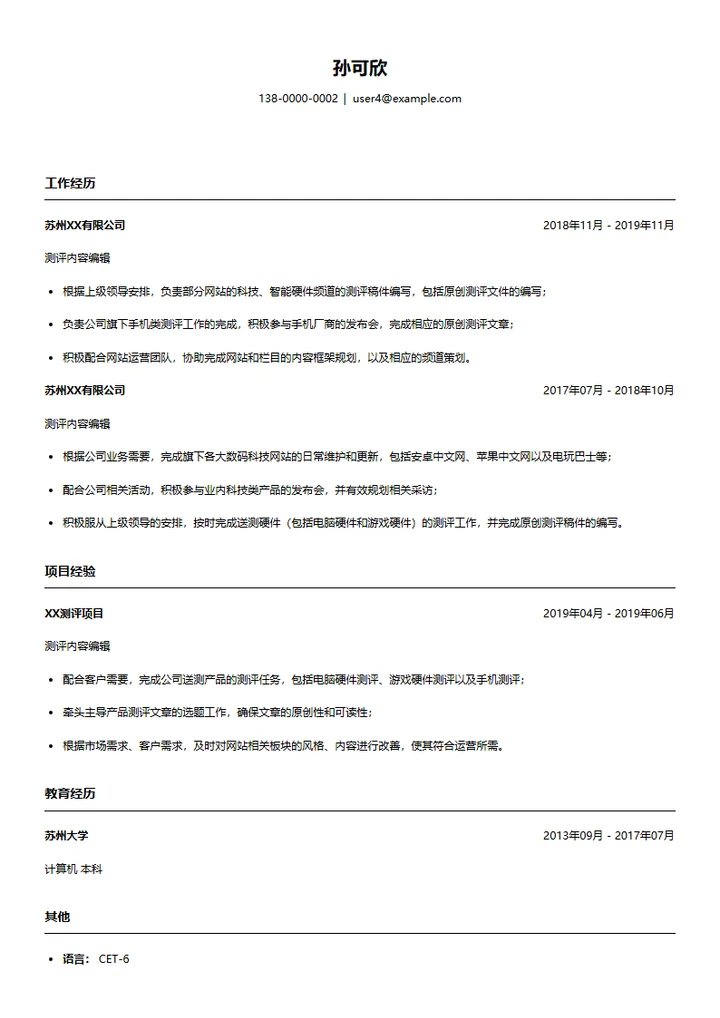 孙可欣
138-0000-0002 | user4@example.com
工作经历
苏州XX有限公司 2018年11月 - 2019年11月
测评内容编辑
• 根据上级领导安排，负责部分网站的科技、智能硬件频道的测评稿件编写，包括原创测评文件的编写；
• 负责公司旗下手机类测评工作的完成，积极参与手机厂商的发布会，完成相应的原创测评文章；
• 积极配合网站运营团队，协助完成网站和栏目的内容框架规划，以及相应的频道策划。
苏州XX有限公司 2017年07月 - 2018年10月
测评内容编辑
• 根据公司业务需要，完成旗下各大数码科技网站的日常维护和更新，包括安卓中文网、苹果中文网以及电玩巴士等；
• 配合公司相关活动，积极参与业内科技类产品的发布会，并有效规划相关采访；
• 积极服从上级领导的安排，按时完成送测硬件（包括电脑硬件和游戏硬件）的测评工作，并完成原创测评稿件的编写。
项目经验
XX测评项目 2019年04月 - 2019年06月
测评内容编辑
• 配合客户需要，完成公司送测产品的测评任务，包括电脑硬件测评、游戏硬件测评以及手机测评；
• 牵头主导产品测评文章的选题工作，确保文章的原创性和可读性；
• 根据市场需求、客户需求，及时对网站相关板块的风格、内容进行改善，使其符合运营所需。
教育经历
苏州大学 2013年09月 - 2017年07月
计算机 本科
其他
• 语言： CET-6